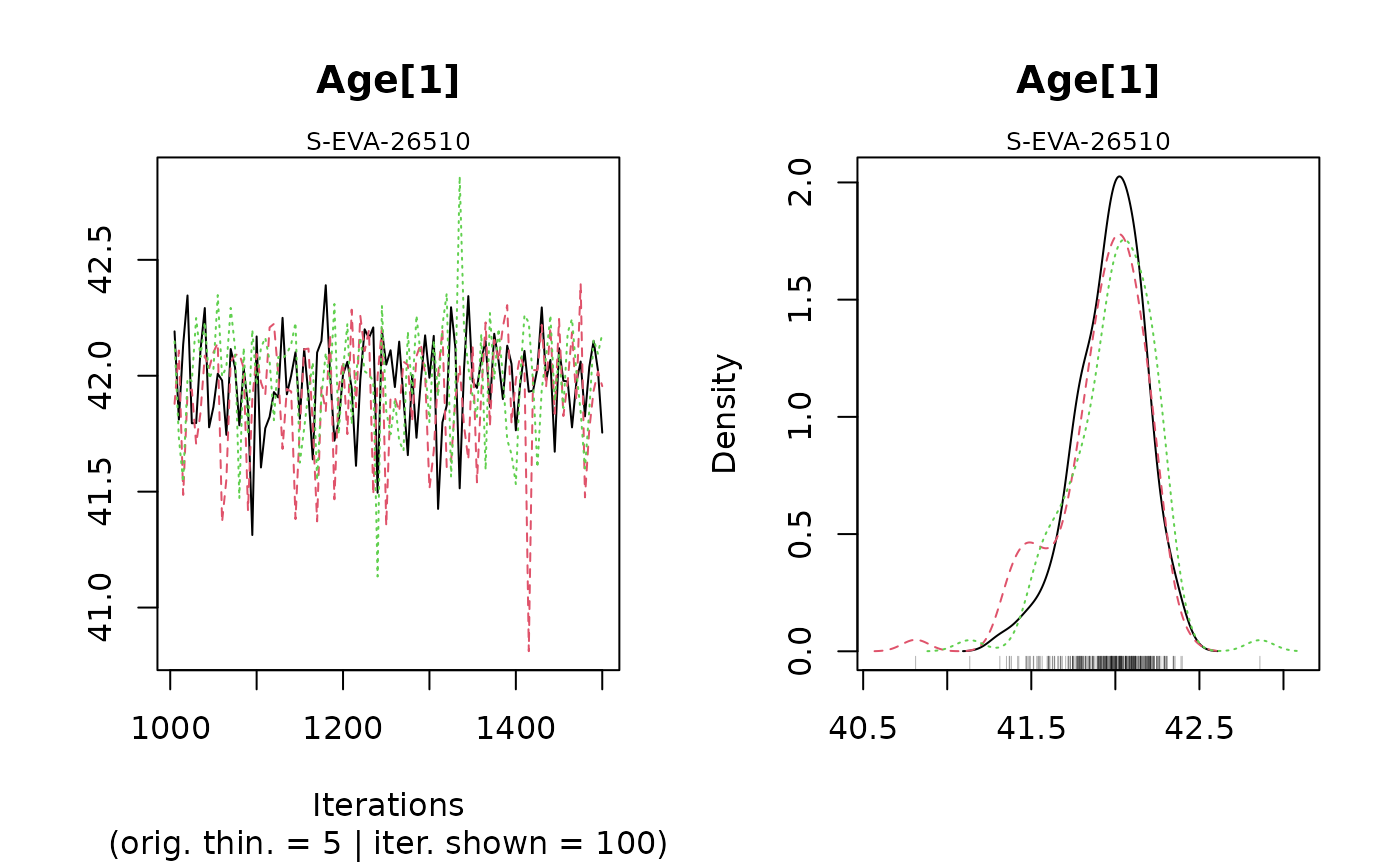 Age[1]
S-EVA-26510
42.5
42.0
41.5
41.0
1000
1200
1400
Iterations
(orig. thin. = 5 | iter. shown = 100)
Age[1]
S-EVA-26510
Density
2.0
1.5
1.0
0.5
0.0
40.5
41.5
42.5